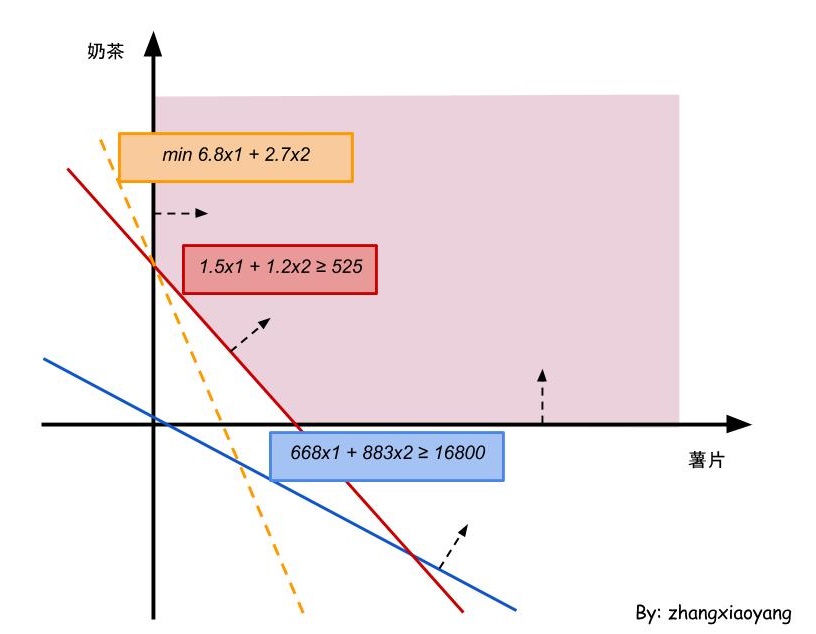 奶茶
min 6.8x1 + 2.7x2
1.5x1 + 1.2x2 ≥ 525
668x1 + 883x2 ≥ 16800
薯片
By: zhangxiaoyang